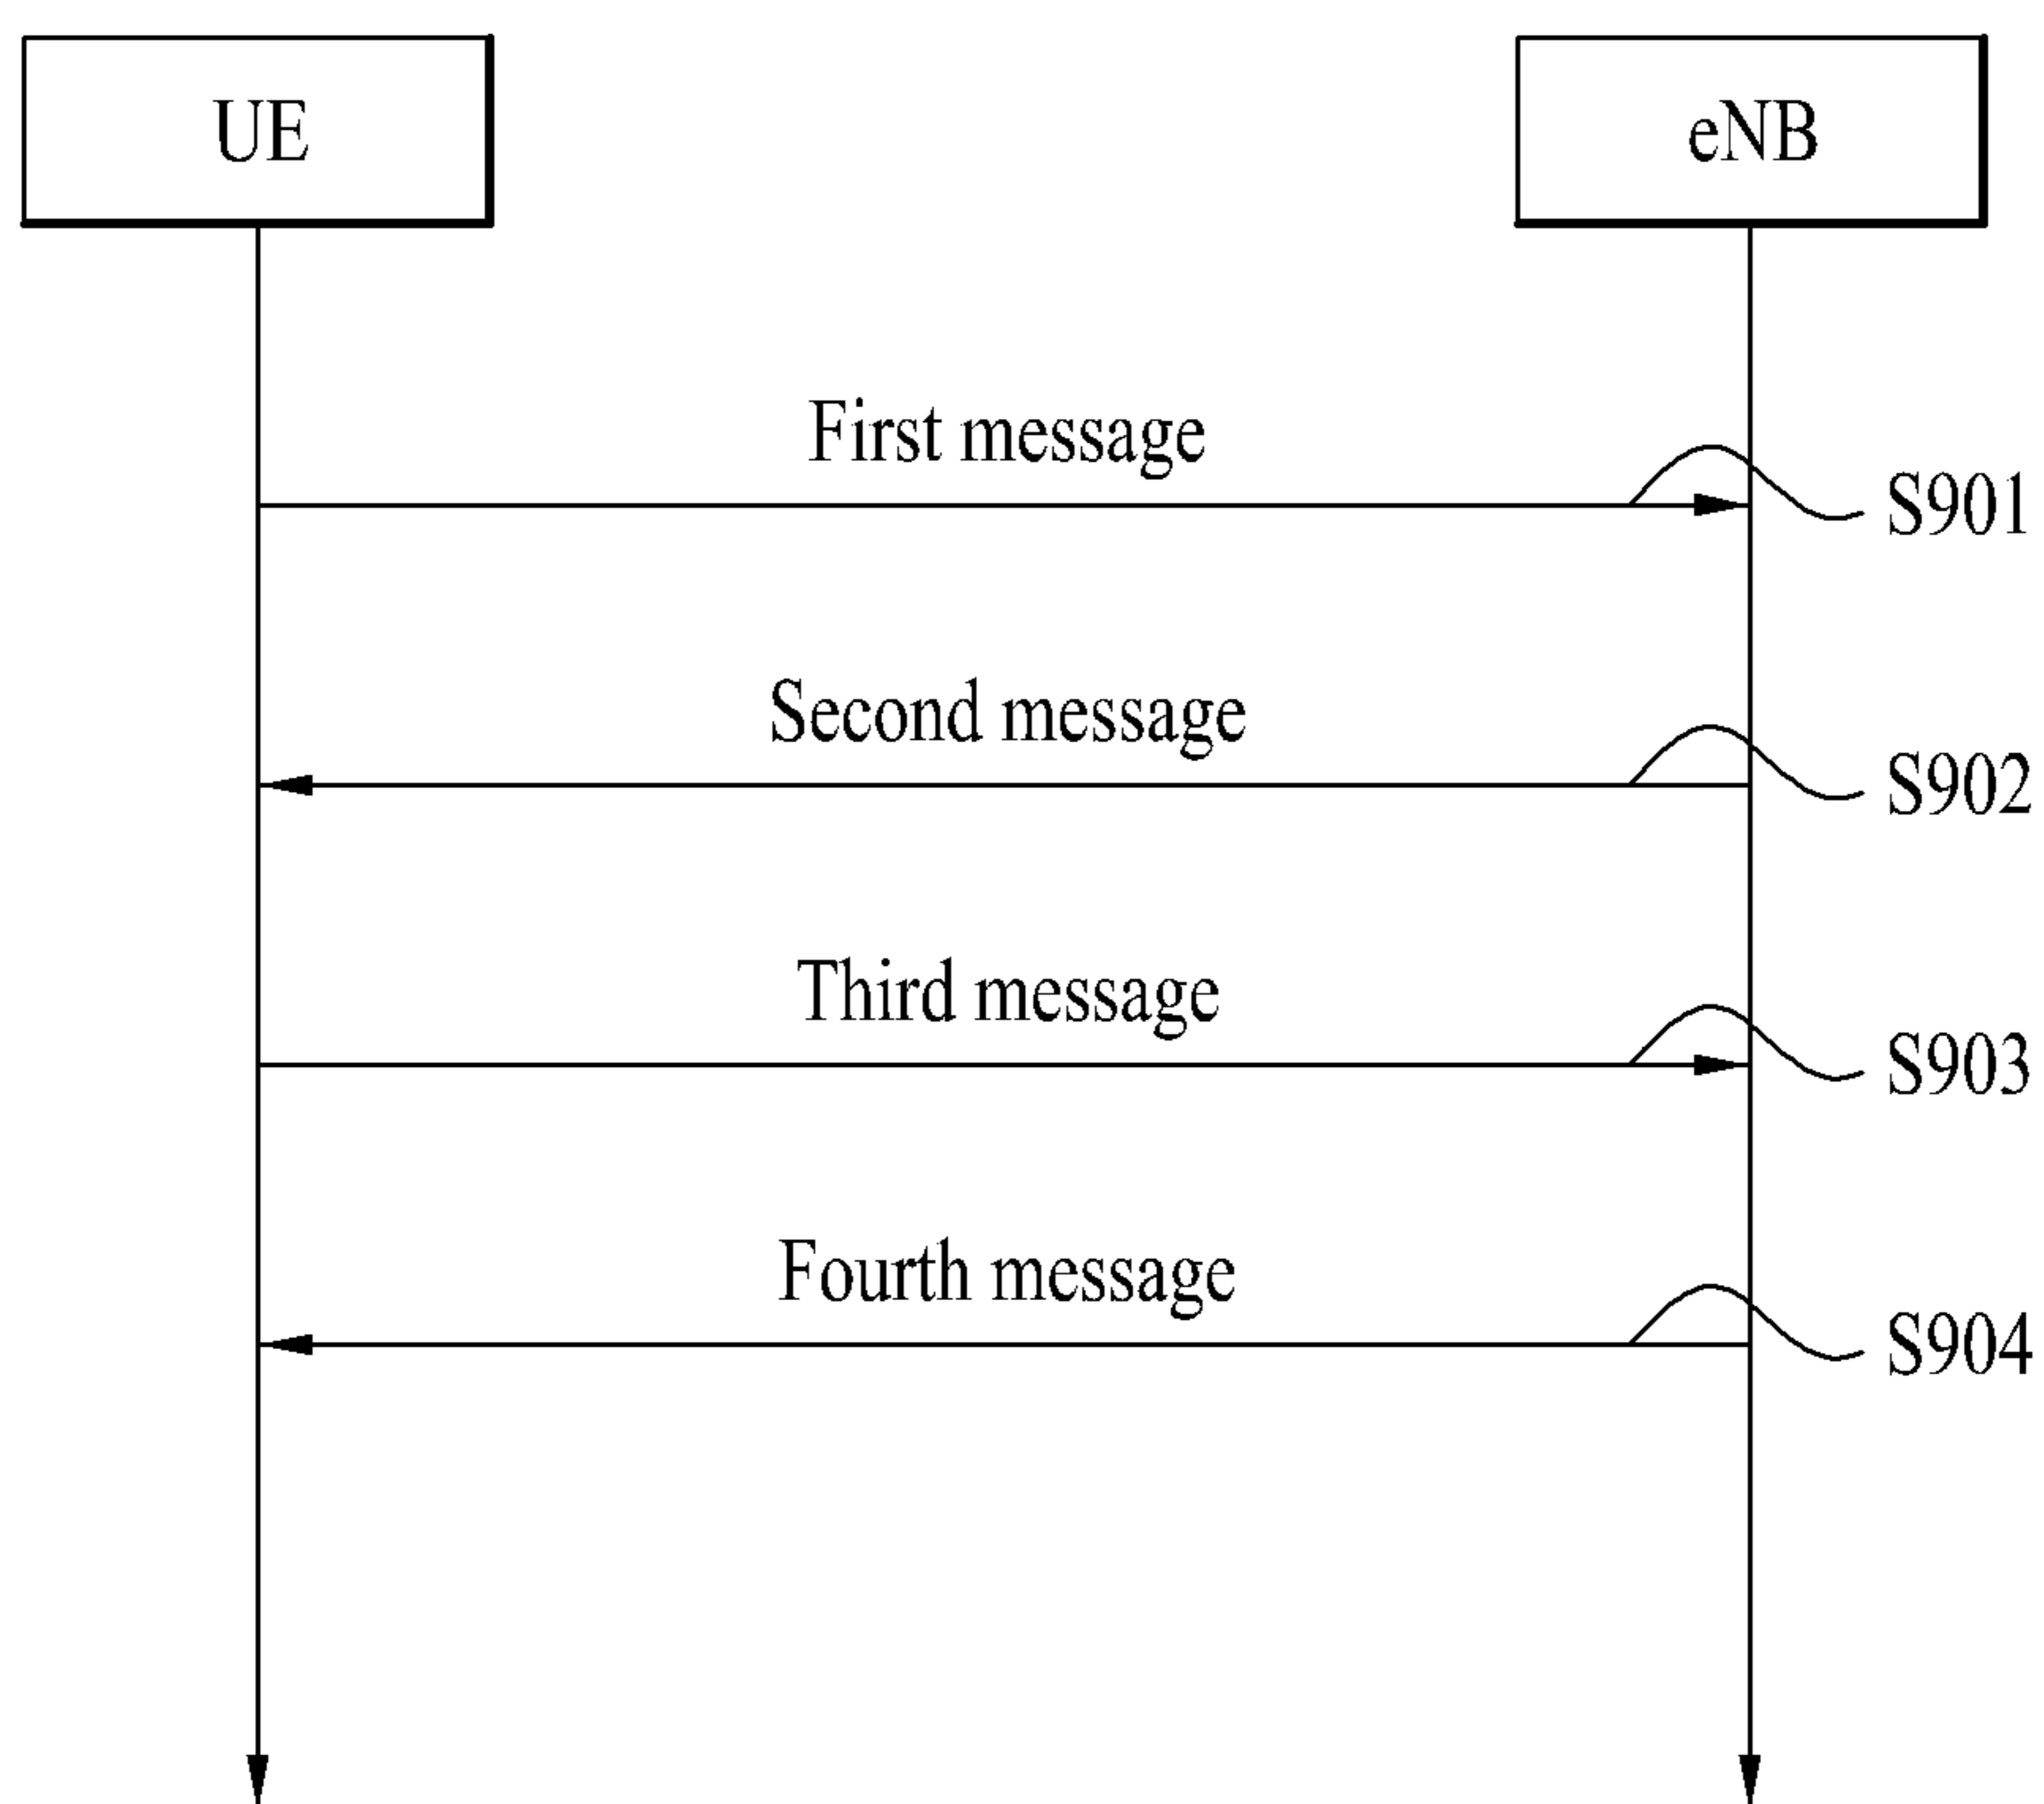 UE
eNB
First message
S901
Second message
S902
Third message
S903
Fourth message
S904